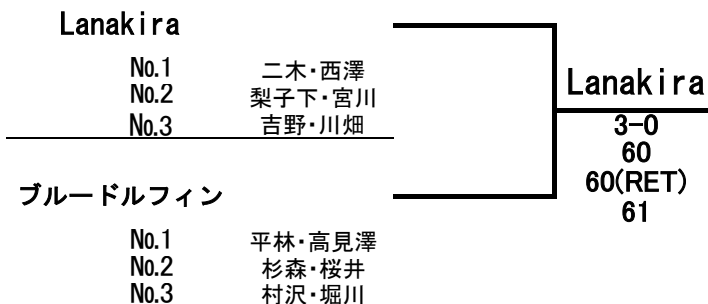 Lanakira
No.1 二木・西澤
No.2 梨子下・宮川
No.3 吉野・川畑
ブルードルフィン
No.1 平林・高見澤
No.2 杉森・桜井
No.3 村沢・堀川
Lanakira
3-0
60
60(RET)
61